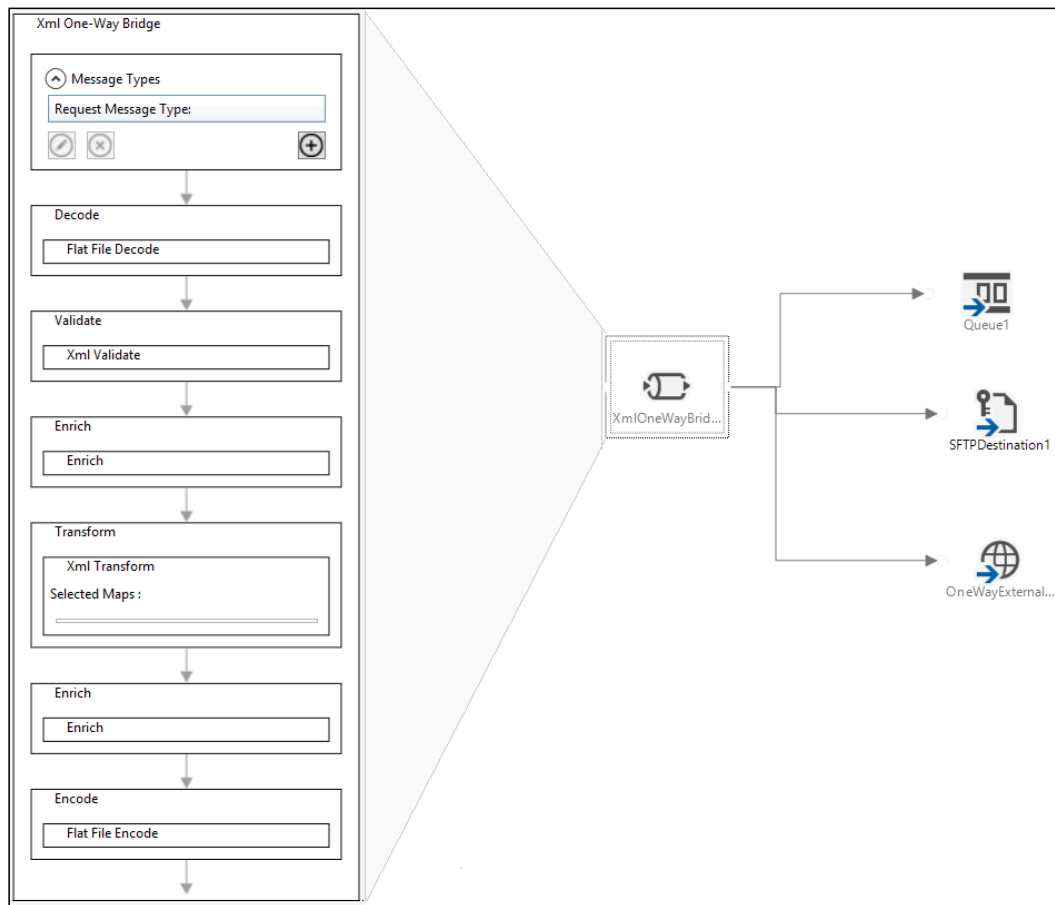 Xml One-Way Bridge
Message Types
Request Message Type:
Decode
Flat File Decode
Validate
Xml Validate
Enrich
Enrich
Transform
Xml Transform
Selected Maps :
Enrich
Enrich
Encode
Flat File Encode
XmlOneWayBrid...
Queue1
SFTPDestination1
OneWayExternal...